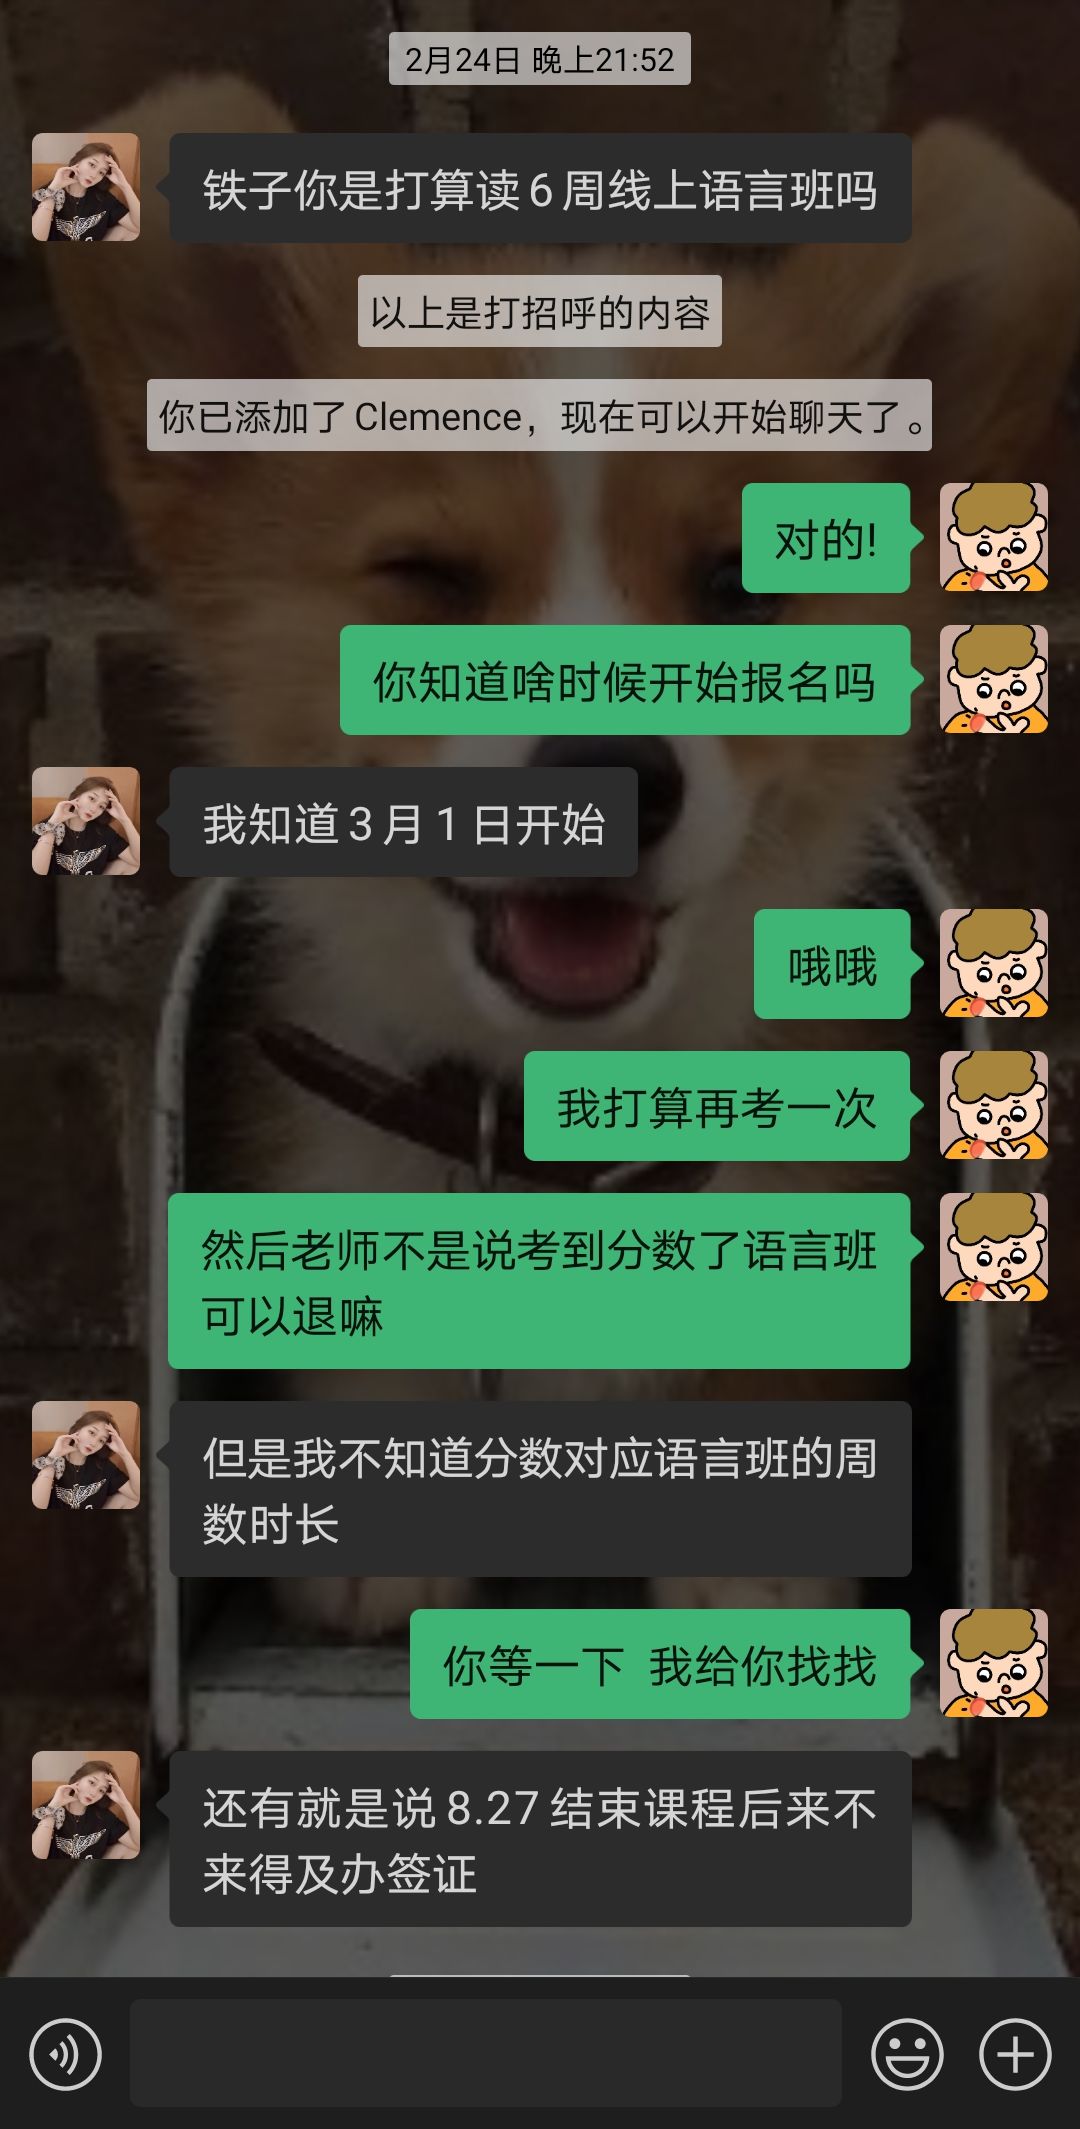 2月24日 晚上21:52
铁子你是打算读6周线上语言班吗
以上是打招呼的内容
你已添加了Clemence，现在可以开始聊天了。
对的!
你知道啥时候开始报名吗
我知道3月1日开始
哦哦
我打算再考一次
然后老师不是说考到分数了语言班
可以退嘛
但是我不知道分数对应语言班的周
数时长
你等一下 我给你找找
还有就是说8.27结束课程后来不
来得及办签证